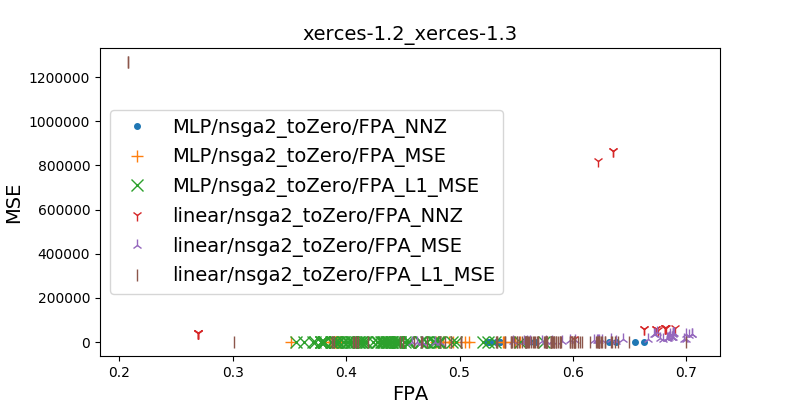 xerces-1.2_xerces-1.3
1200000
1000000
800000
600000
400000
200000
0
MSE
MLP/nsga2_toZero/FPA_NNZ
MLP/nsga2_toZero/FPA_MSE
MLP/nsga2_toZero/FPA_L1_MSE
linear/nsga2_toZero/FPA_NNZ
linear/nsga2_toZero/FPA_MSE
linear/nsga2_toZero/FPA_L1_MSE
0.2 0.3 0.4 0.5 0.6 0.7
FPA